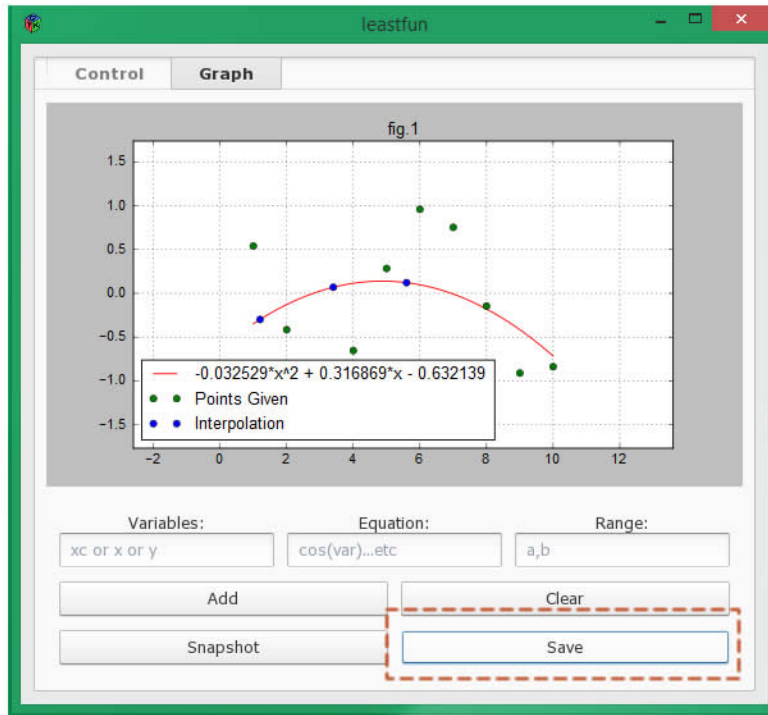 leastfun
Control Graph
fig.1
1.5
1.0
0.5
0.0
−0.5
−1.0
−1.5
-0.032529*x^2 + 0.316869*x - 0.632139
Points Given
Interpolation
−2 0 2 4 6 8 10 12
Variables: Equation: Range:
xc or x or y cos(var)...etc a,b
Add Clear
Snapshot Save